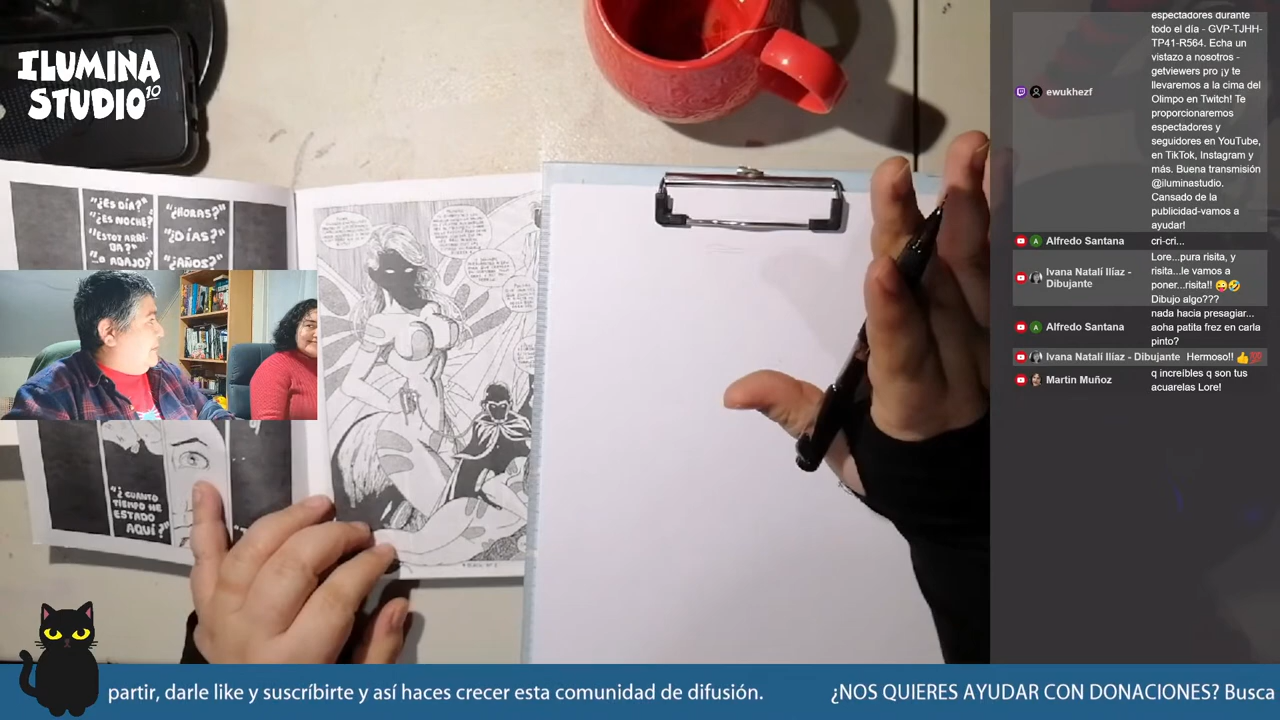 ILUMINA
STUDIO10
"¿ES DÍA?"
"¿ES NOCHE?
"ESTOY ARRI-
BA?"
"¿HORAS?"
"¿DÍAS?"
"¿AÑOS?
"¿CUANTO
TIEMPO HE
ESTADO
AQUÍ?"
espectadores durante
todo el día - GVP-TJHH-
TP41-R564. Echa un
vistazo a nosotros -
getviewers pro ¡y te
llevaremos a la cima del
Olimpo en Twitch! Te
proporcionaremos
espectadores y
seguidores en YouTube,
en TikTok, Instagram y
más. Buena transmisión
@iluminastudio.
Cansado de la
publicidad-vamos a
ayudar!
ewukhezf
Alfredo Santana cri-cri...
Ivana Natalí Ilíaz -
Dibujante
Lore...pura risita, y
risita...le vamos a
poner...risita!! 😜🤣
Dibujo algo???
Alfredo Santana
nada hacia presagiar...
aoha patita frez en carla
pinto?
Ivana Natalí Ilíaz - Dibujante Hermoso!! 👍💯
Martin Muñoz
q increíbles q son tus
acuarelas Lore!
partir, darle like y suscríbirte y así haces crecer esta comunidad de difusión. ¿NOS QUIERES AYUDAR CON DONACIONES? Busca